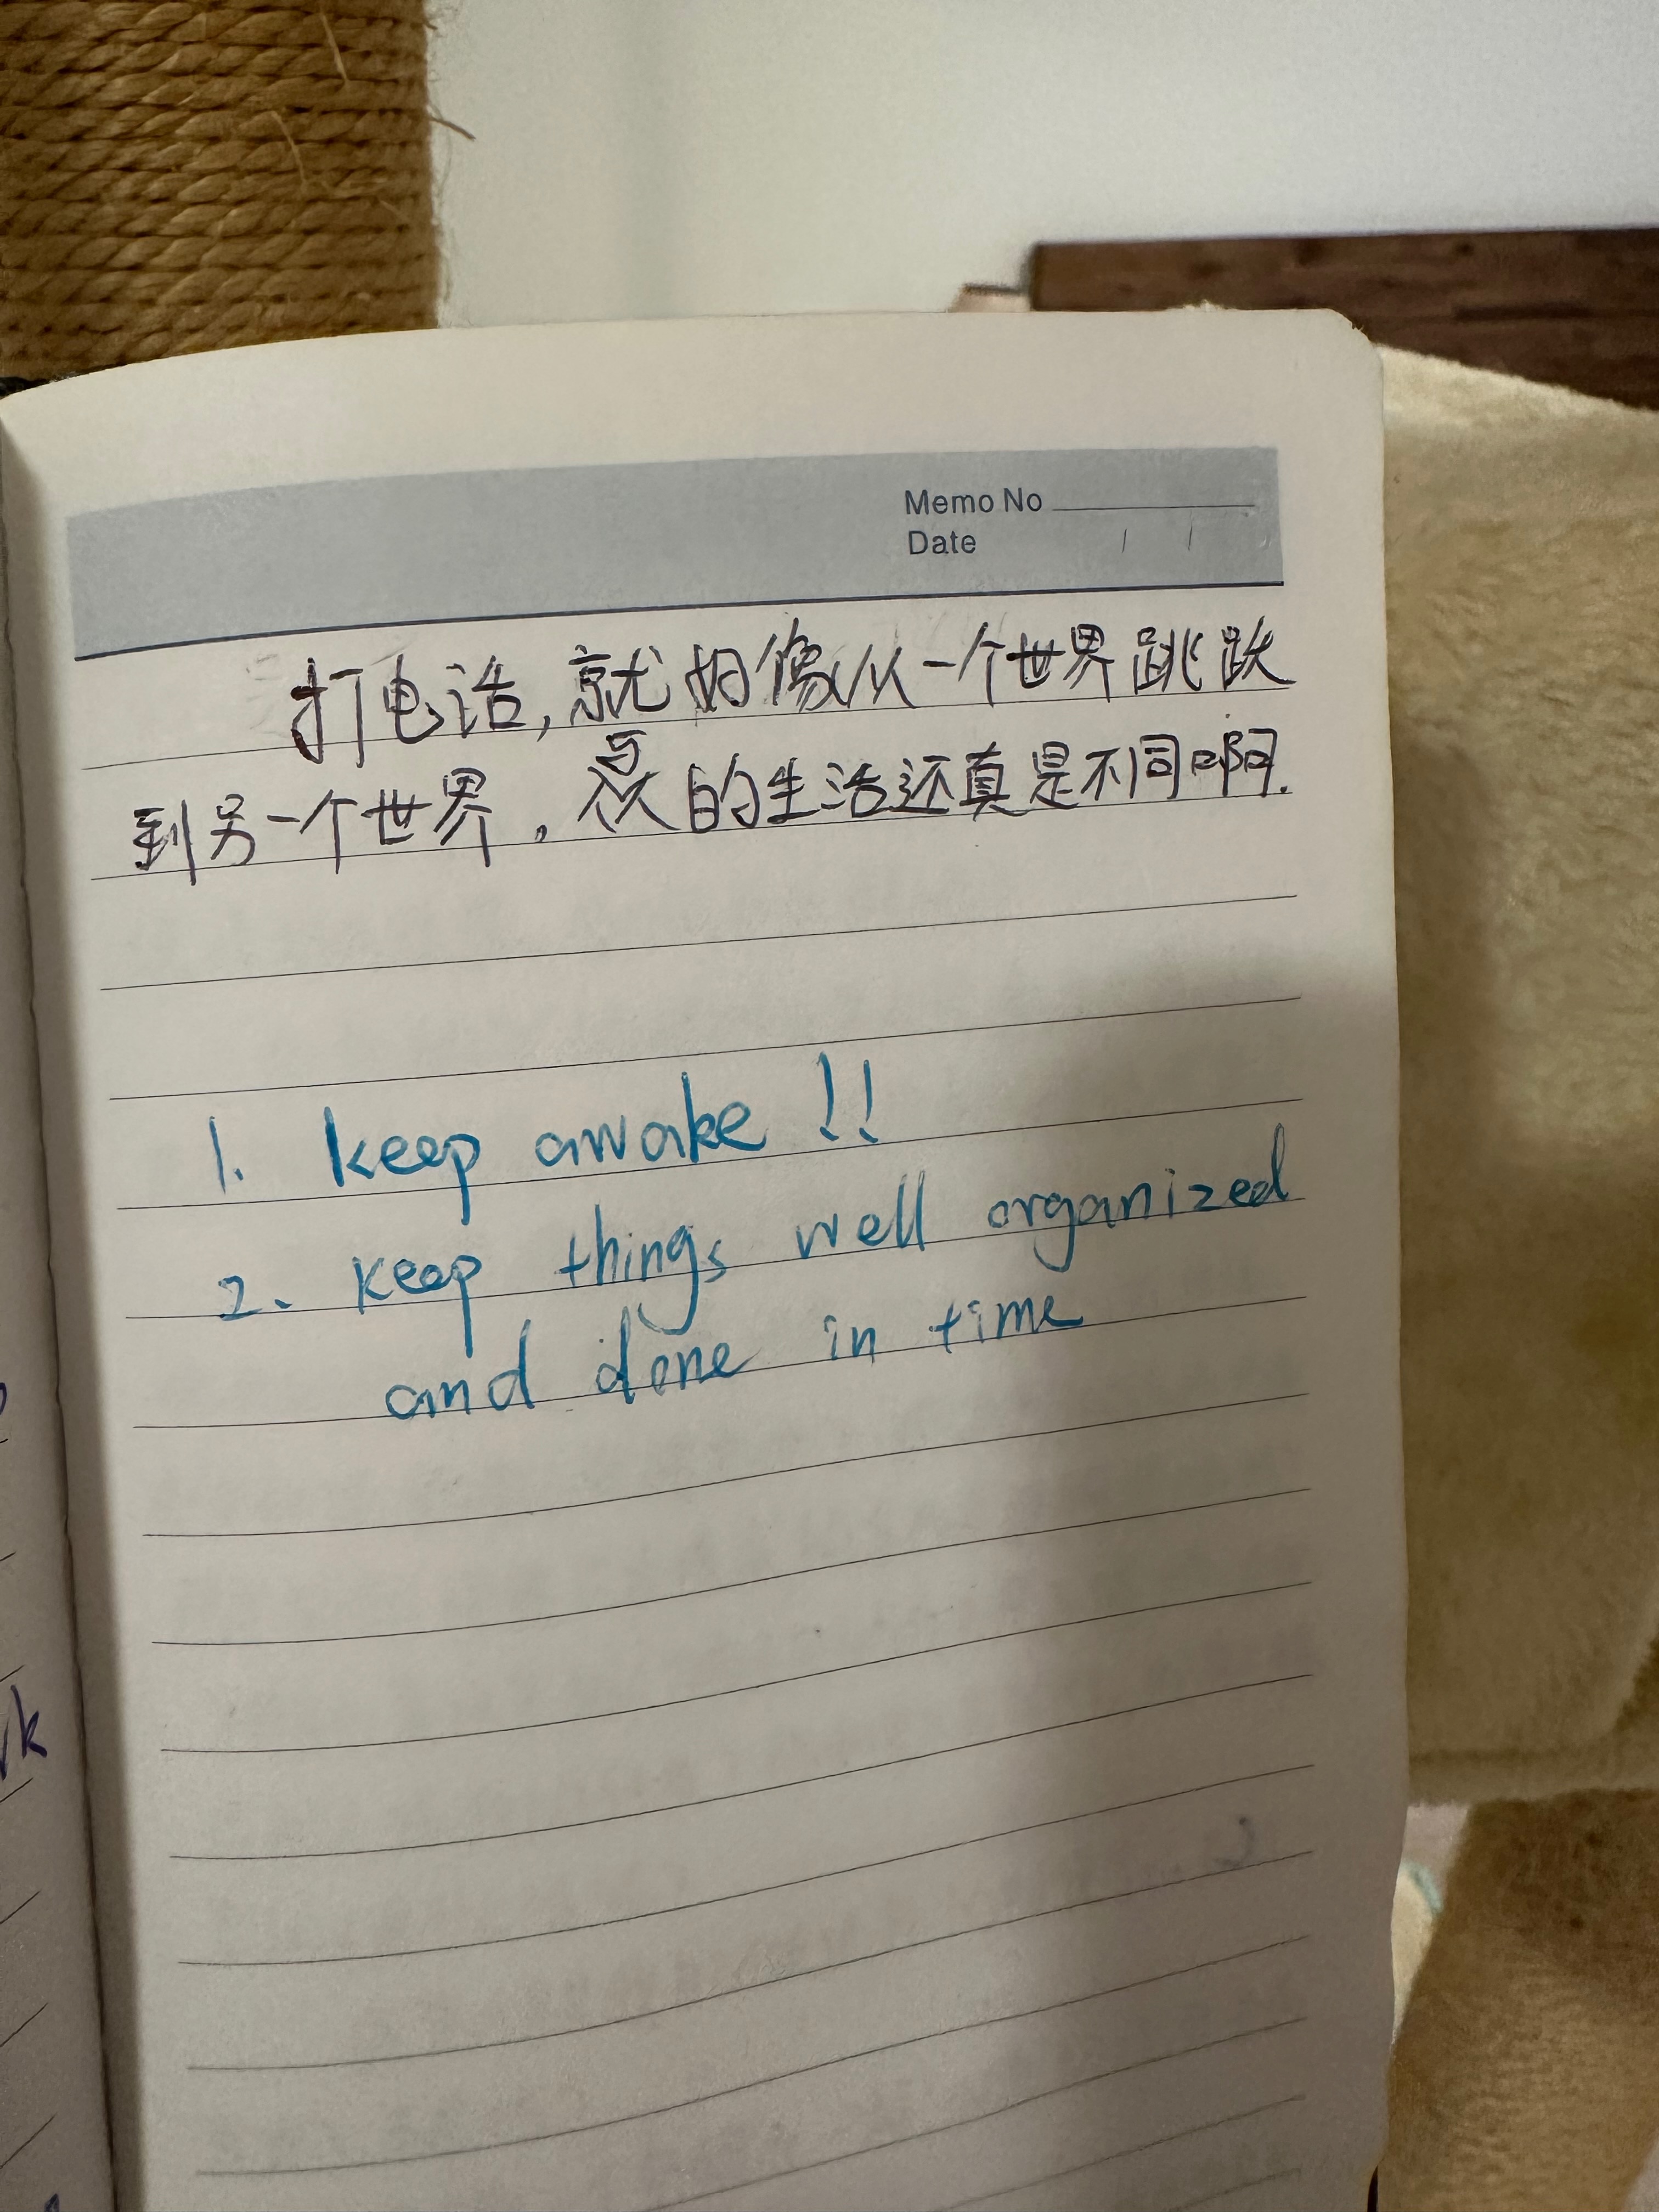 Memo No
Date / /
打电话,就好像从一个世界跳跃
到另一个世界,的生活还真是不同啊.
1. keep awake !!
2. keep things well organized
and done in time